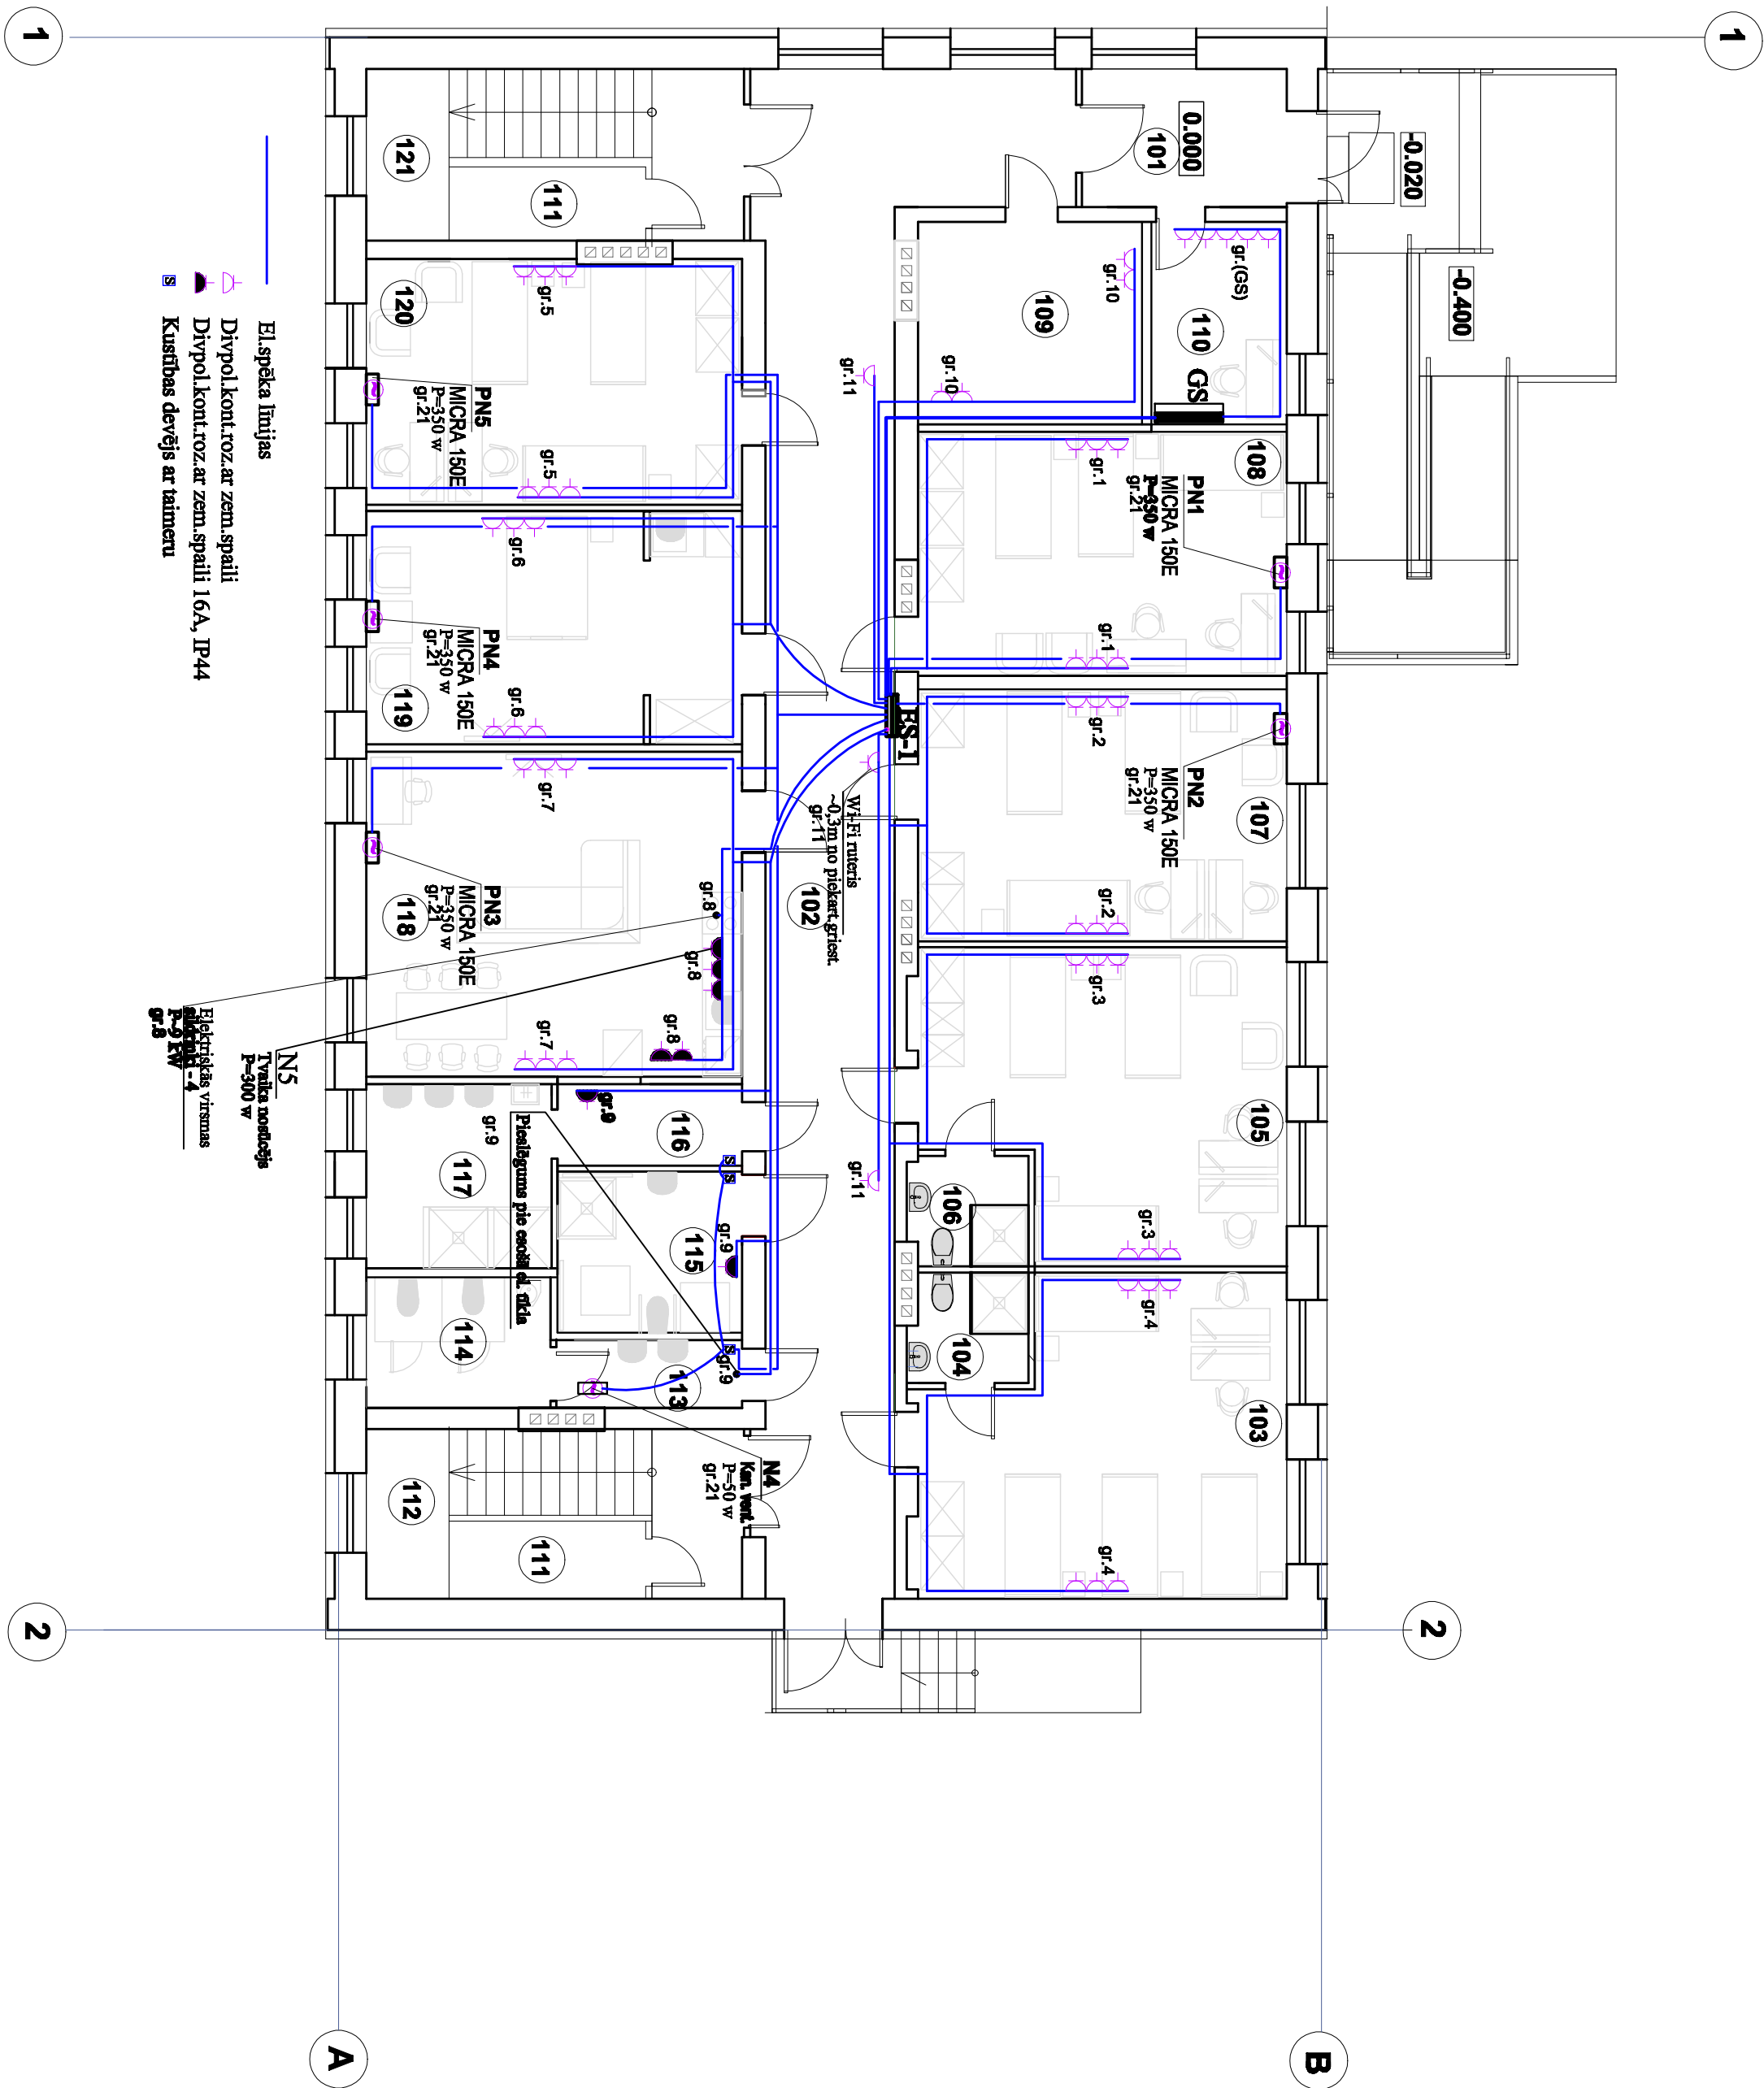 1
1
2
2
A
B
-0.020
-0.400
0.000
101
121
111
110
GS
gr.(GS)
gr.10
109
gr.10
gr.11
120
gr.5
PN5
MICRA 150E
P=350 w
gr.21
gr.5
108
gr.1
PN1
MICRA 150E
P=350 w
gr.21
gr.1
gr.6
PN4
MICRA 150E
P=350 w
gr.21
gr.6
119
ES-1
gr.2
PN2
MICRA 150E
P=350 w
gr.21
107
gr.2
Wi-Fi ruteris
~0,3m no piekart.griest.
gr.11
102
gr.7
PN3
MICRA 150E
P=350 w
gr.21
118
gr.8
gr.8
gr.8
gr.7
gr.3
105
gr.3
gr.11
106
104
gr.4
103
gr.4
gr.9
116
gr.9
117
Pieslēgums pie esošā el. tīkla
S
S
gr.9
115
114
S
gr.9
113
N4
Kan. vent.
P=50 w
gr.21
112
111
El.spēka līnijas
Divpol.kont.roz.ar zem.spaili
Divpol.kont.roz.ar zem.spaili 16A, IP44
S Kustības devējs ar taimeru
N5
Tvaika nosūcējs
P=300 w
Elektriskās virsmas
- 4
P=9 kW
gr.8